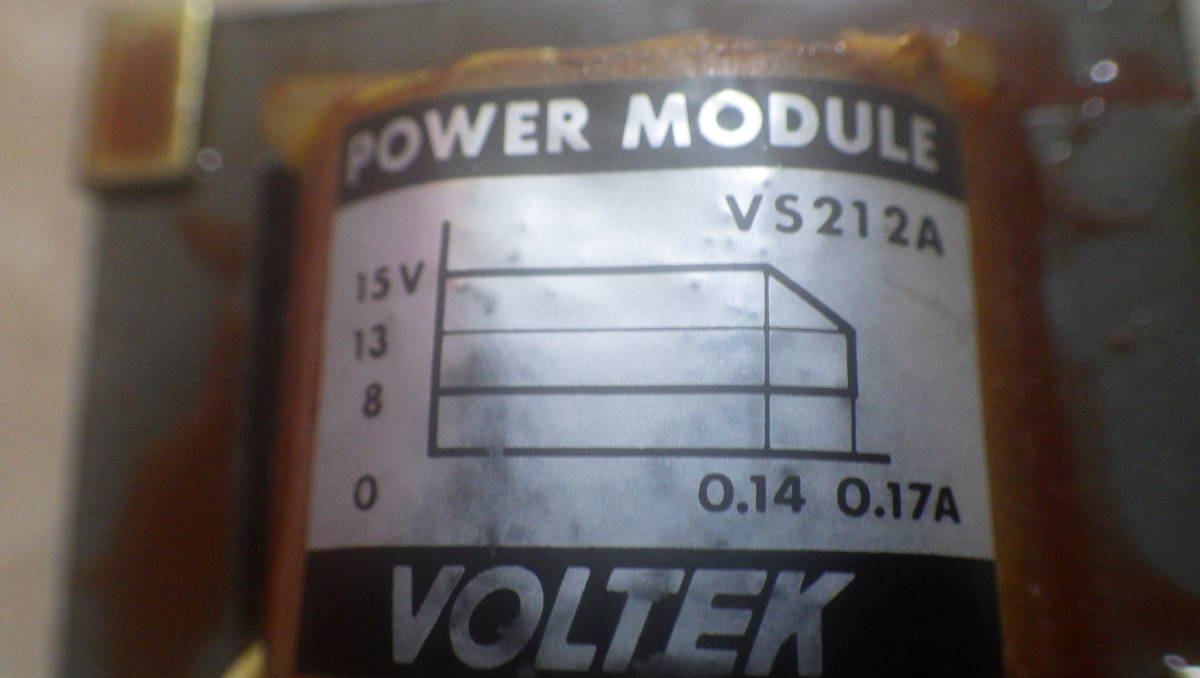 POWER MODULE
VS212A
15V
13
8
0
0.14 0.17A
VOLTEK